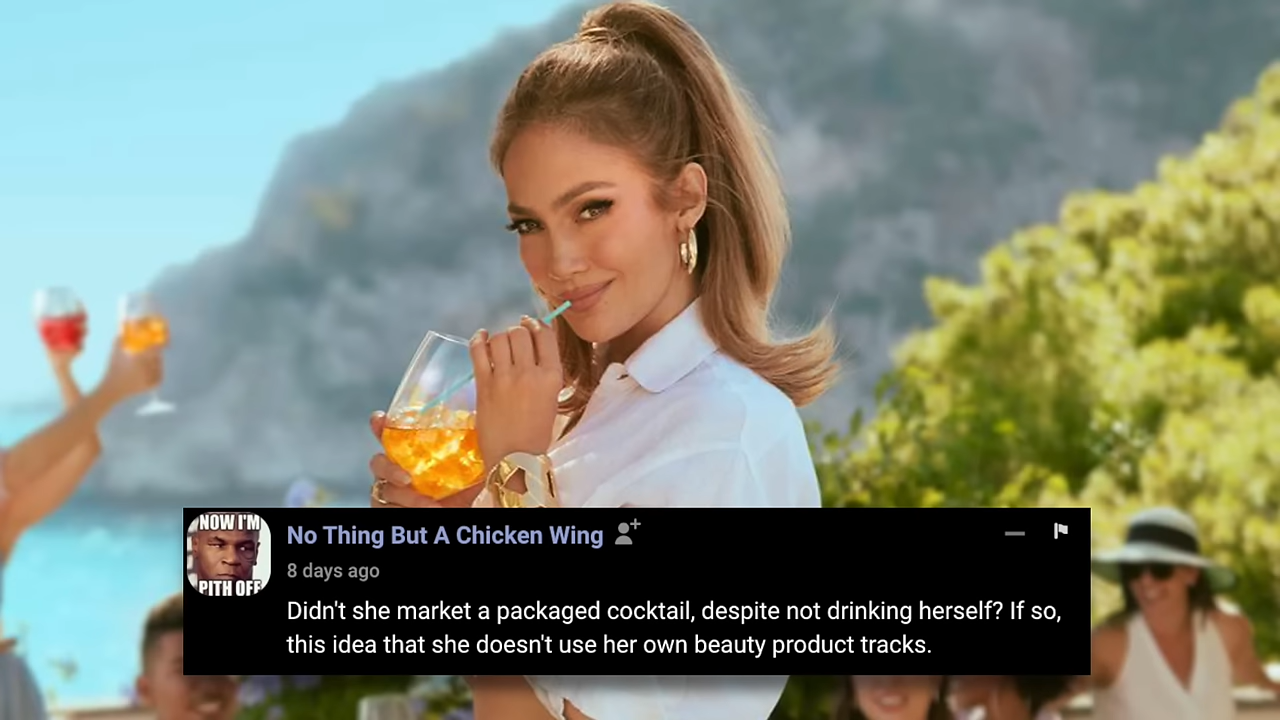 NOW I'M
PITH OFF
No Thing But A Chicken Wing
8 days ago
Didn't she market a packaged cocktail, despite not drinking herself? If so,
this idea that she doesn't use her own beauty product tracks.